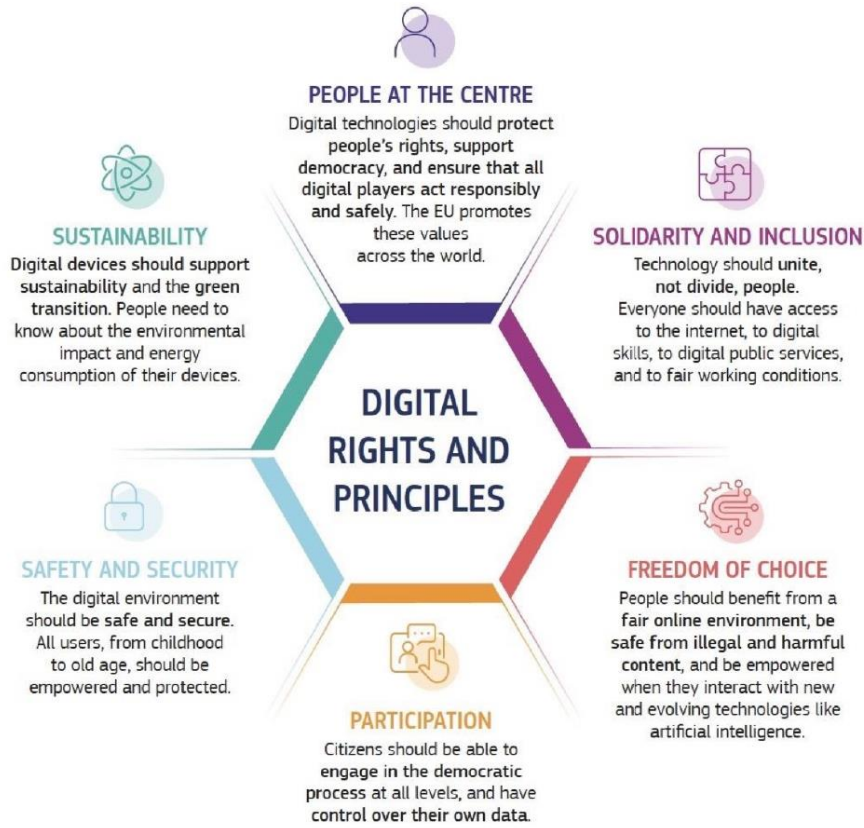 PEOPLE AT THE CENTRE
Digital technologies should protect
people's rights, support
democracy, and ensure that all
digital players act responsibly
and safely. The EU promotes
these values
across the world.
SOLIDARITY AND INCLUSION
Technology should unite,
not divide, people.
Everyone should have access
to the internet, to digital
skills, to digital public services,
and to fair working conditions.
FREEDOM OF CHOICE
People should benefit from a
fair online environment, be
safe from illegal and harmful
content, and be empowered
when they interact with new
and evolving technologies like
artificial intelligence.
PARTICIPATION
Citizens should be able to
engage in the democratic
process at all levels, and have
control over their own data.
SAFETY AND SECURITY
The digital environment
should be safe and secure.
All users, from childhood
to old age, should be
empowered and protected.
SUSTAINABILITY
Digital devices should support
sustainability and the green
transition. People need to
know about the environmental
impact and energy
consumption of their devices.
DIGITAL
RIGHTS AND
PRINCIPLES